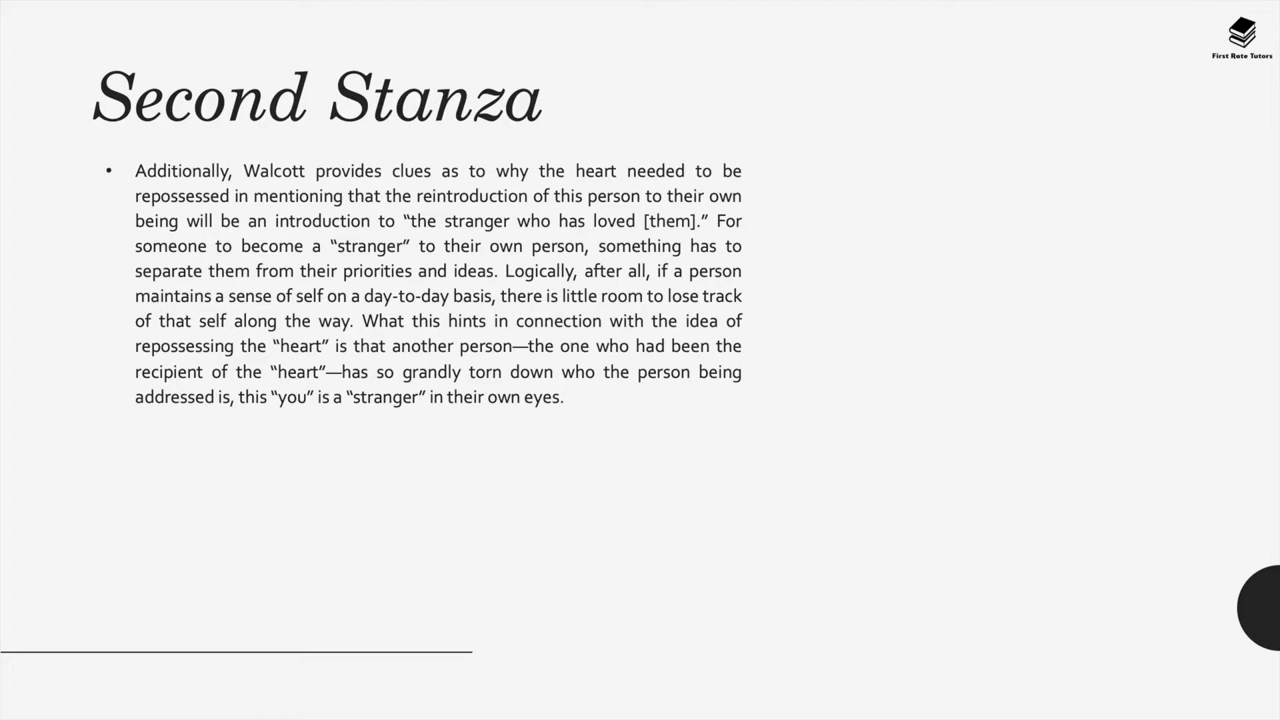 First Rate Tutors
Second Stanza
• Additionally, Walcott provides clues as to why the heart needed to be
repossessed in mentioning that the reintroduction of this person to their own
being will be an introduction to “the stranger who has loved [them].” For
someone to become a “stranger” to their own person, something has to
separate them from their priorities and ideas. Logically, after all, if a person
maintains a sense of self on a day-to-day basis, there is little room to lose track
of that self along the way. What this hints in connection with the idea of
repossessing the “heart” is that another person—the one who had been the
recipient of the “heart”—has so grandly torn down who the person being
addressed is, this “you” is a “stranger” in their own eyes.